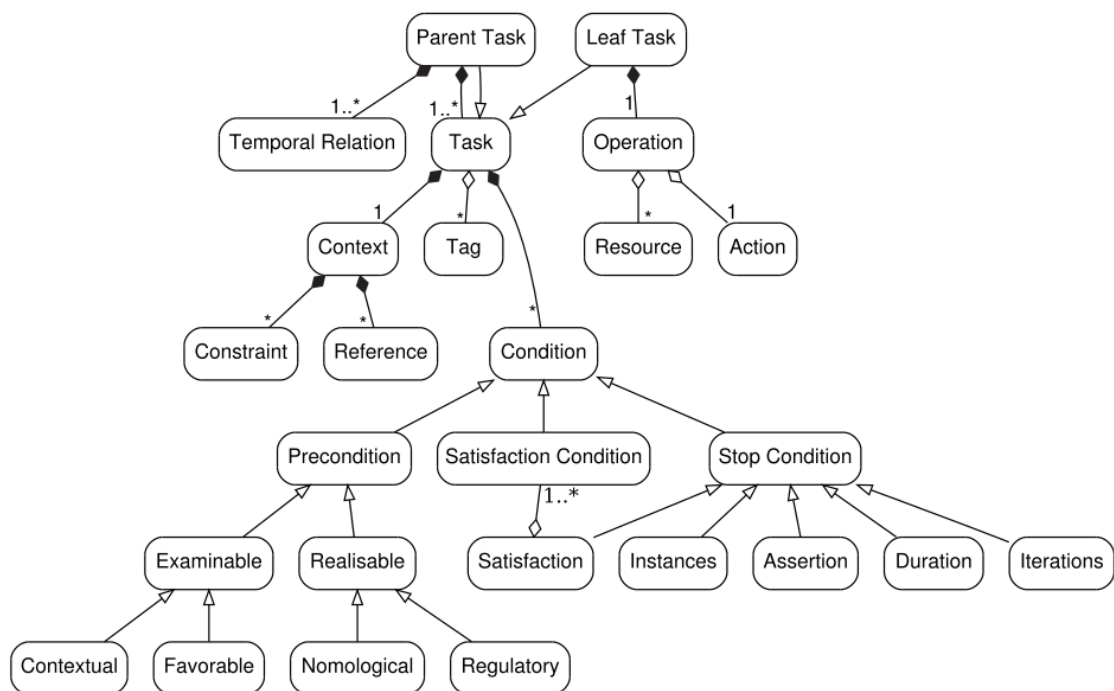 Parent Task
Leaf Task
1..*
1..*
1
Temporal Relation
Task
Operation
1
*
*
*
1
Context
Tag
Resource
Action
*
*
*
Constraint
Reference
Condition
Precondition
Satisfaction Condition
Stop Condition
1..*
Examinable
Realisable
Satisfaction
Instances
Assertion
Duration
Iterations
Contextual
Favorable
Nomological
Regulatory